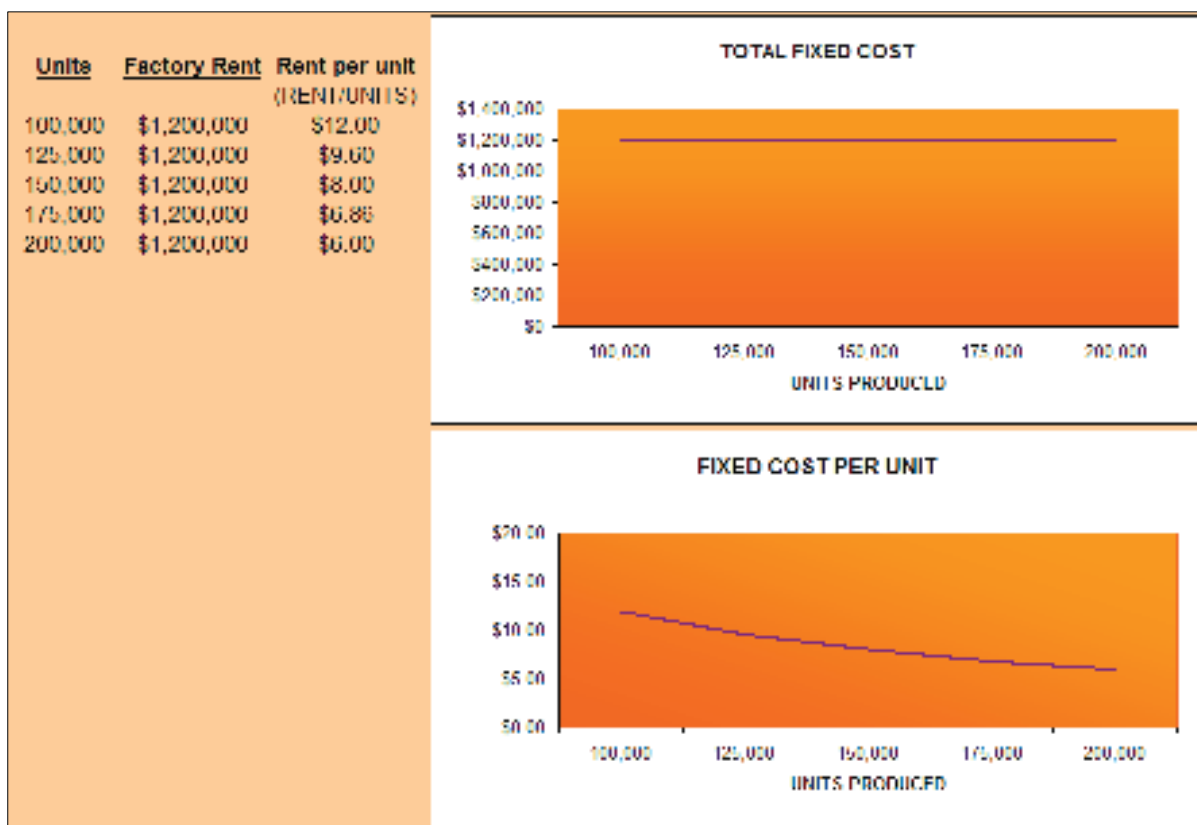 Units Factory Rent Rent per unit
(RENT/UNITS)
100,000 $1,200,000 $12.00
125,000 $1,200,000 $9.60
150,000 $1,200,000 $8.00
175,000 $1,200,000 $6.86
200,000 $1,200,000 $6.00
TOTAL FIXED COST
$1,400,000
$1,200,000
$1,000,000
$800,000
$600,000
$400,000
$200,000
$0
100,000 125,000 150,000 175,000 200,000
UNITS PRODUCED
FIXED COST PER UNIT
$20.00
$15.00
$10.00
$5.00
$0.00
100,000 125,000 150,000 175,000 200,000
UNITS PRODUCED